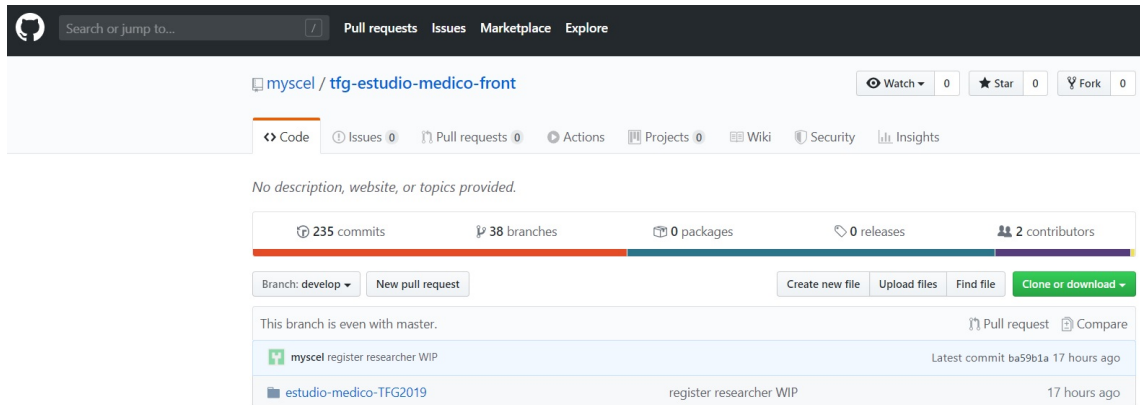 Search or jump to... / Pull requests Issues Marketplace Explore
myscel / tfg-estudio-medico-front Watch 0 Star 0 Fork 0
Code Issues 0 Pull requests 0 Actions Projects 0 Wiki Security Insights
No description, website, or topics provided.
235 commits 38 branches 0 packages 0 releases 2 contributors
Branch: develop New pull request Create new file Upload files Find file Clone or download
This branch is even with master. Pull request Compare
myscel register researcher WIP Latest commit ba59b1a 17 hours ago
estudio-medico-TFG2019 register researcher WIP 17 hours ago